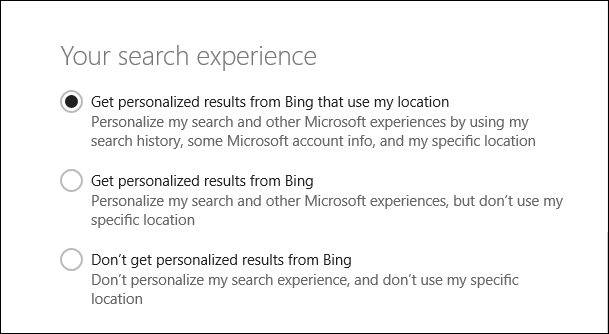 Your search experience
Get personalized results from Bing that use my location
Personalize my search and other Microsoft experiences by using my
search history, some Microsoft account info, and my specific location
Get personalized results from Bing
Personalize my search and other Microsoft experiences, but don't use my
specific location
Don't get personalized results from Bing
Don't personalize my search experience, and don't use my specific
location